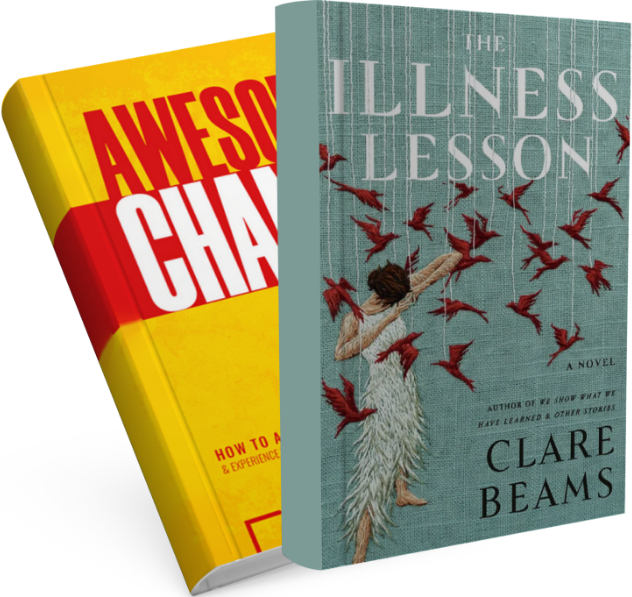 AWESO
CHA
HOW TO A
& EXPERIENCE
THE
ILLNESS
LESSON
A NOVEL
AUTHOR OF WE SHOW WHAT WE
HAVE LEARNED & OTHER STORIES
CLARE
BEAMS